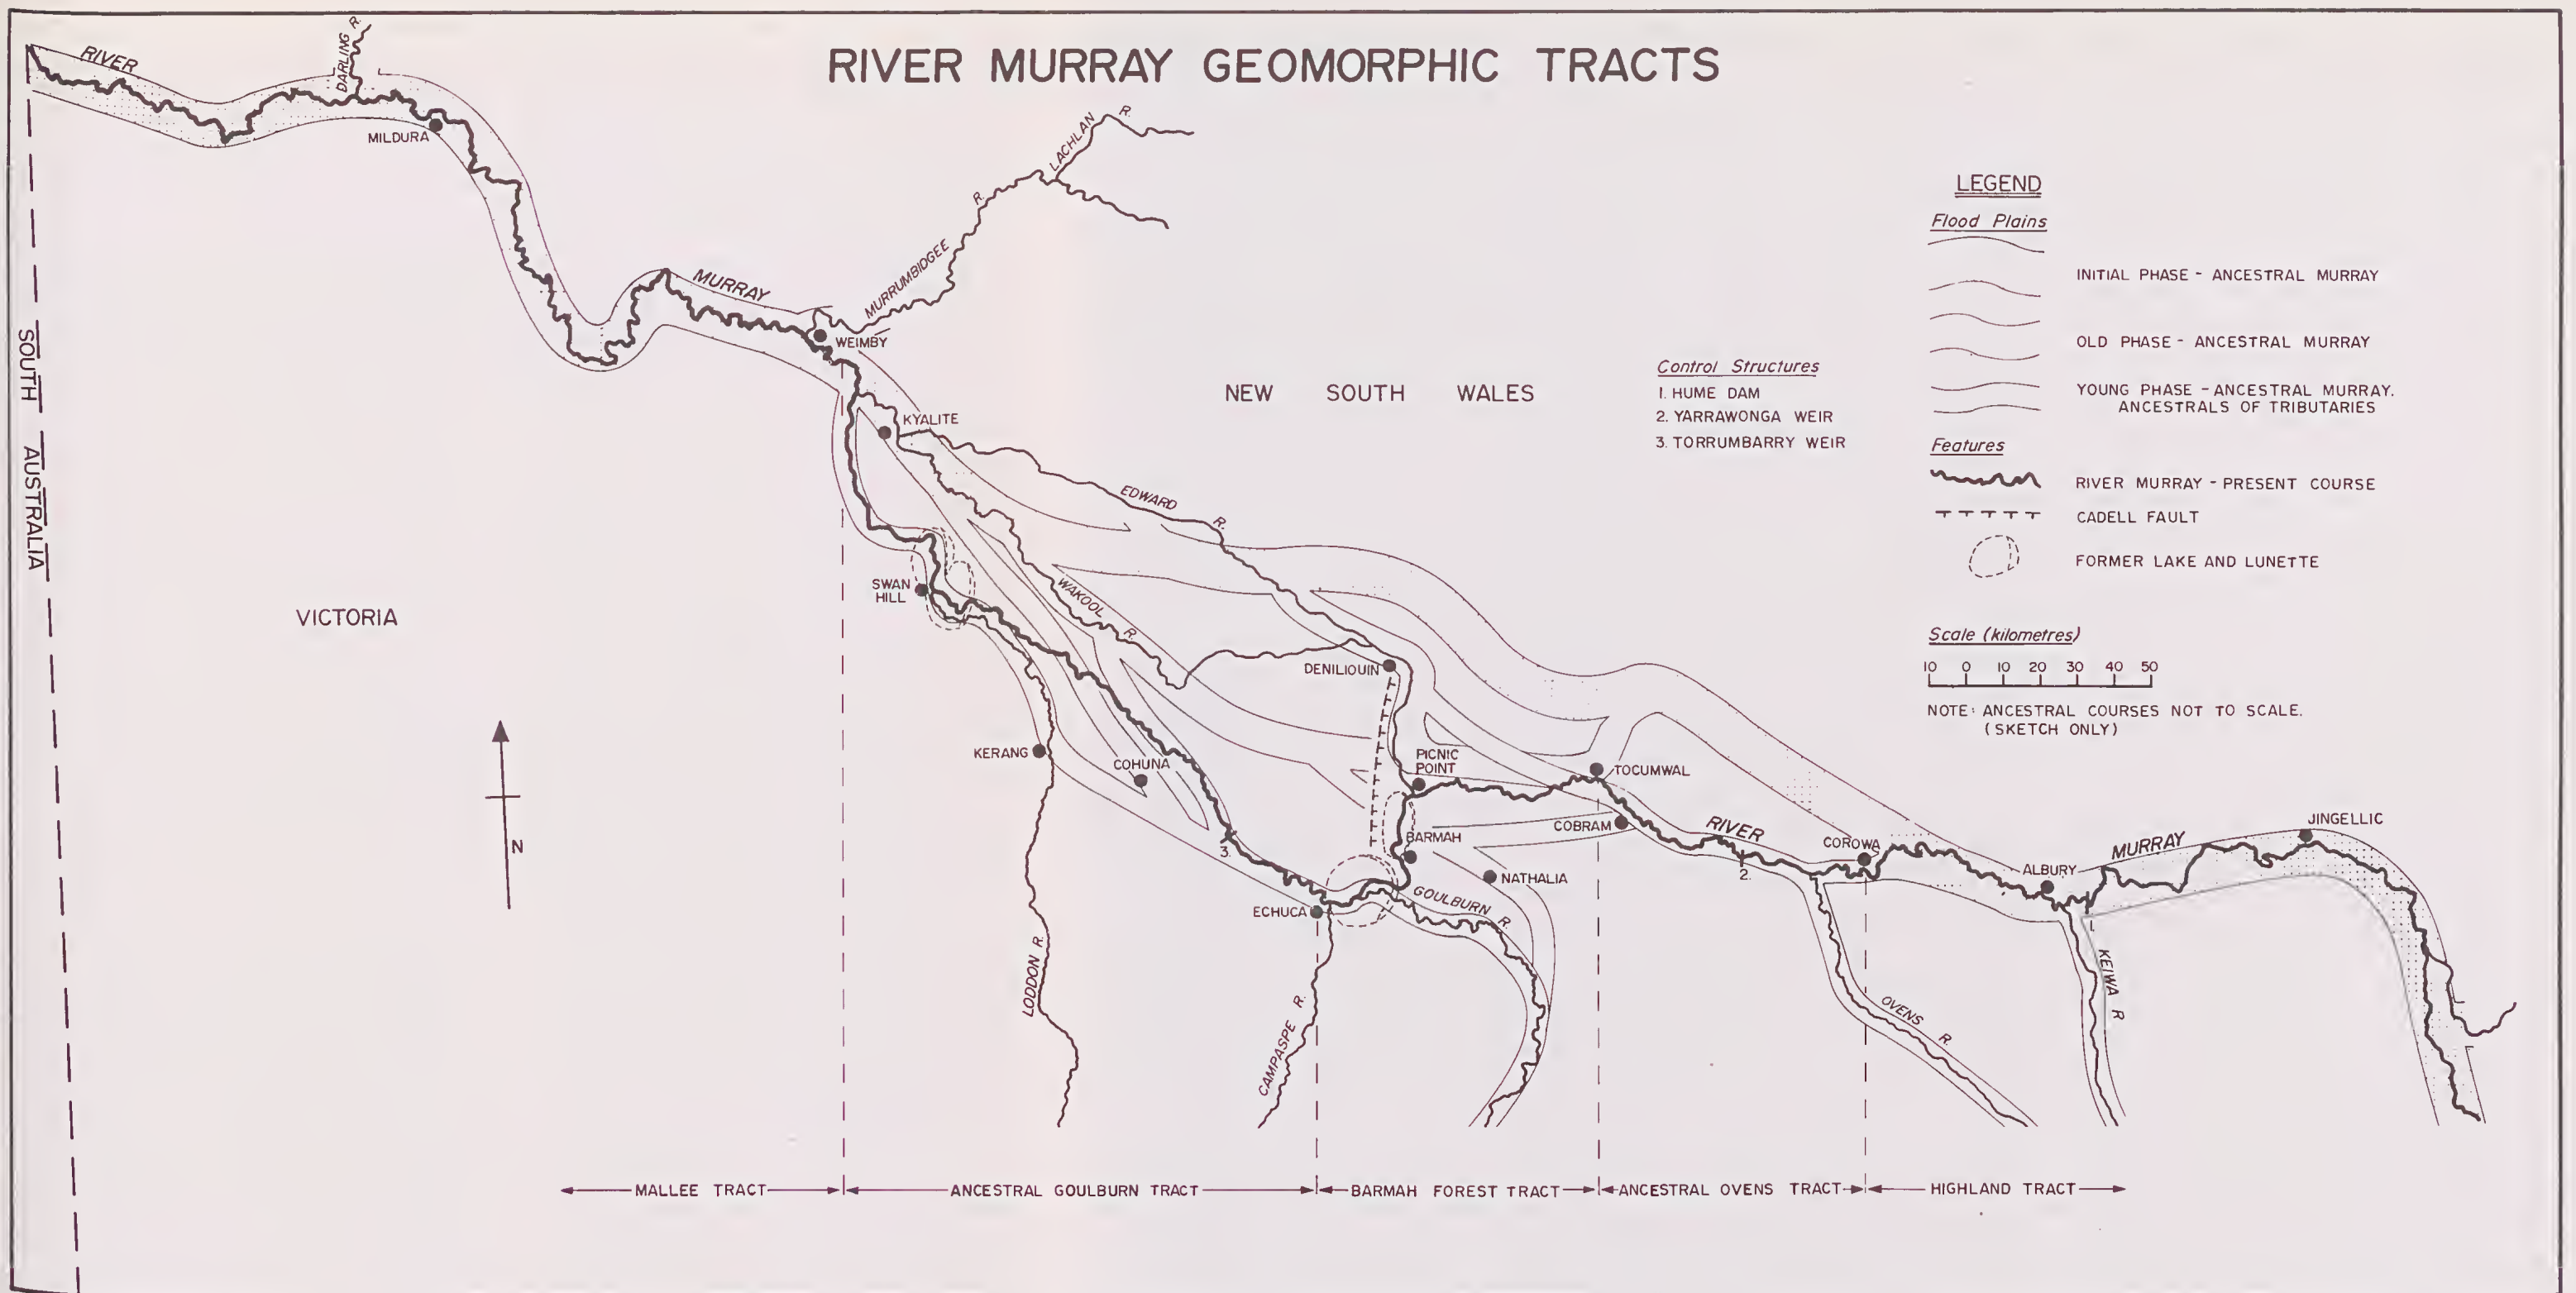 RIVER MURRAY GEOMORPHIC TRACTS
RIVER
DARLING R.
MILDURA
LACHLAN R.
MURRUMBIDGEE R.
MURRAY
WEIMBY
KYALITE
EDWARD R.
SWAN
HILL
WAKOOL R.
DENILIOUIN
KERANG
COHUNA
PICNIC
POINT
TOCUMWAL
COBRAM
BARMAH
NATHALIA
ECHUCA
GOULBURN R.
RIVER
COROWA
ALBURY
MURRAY
JINGELLIC
LODDON R.
CAMPASPE R.
OVENS R.
KEIWA R
1.
2.
3.
SOUTH AUSTRALIA
VICTORIA
NEW SOUTH WALES
N
Control Structures
1. HUME DAM
2. YARRAWONGA WEIR
3. TORRUMBARRY WEIR
LEGEND
Flood Plains
INITIAL PHASE - ANCESTRAL MURRAY
OLD PHASE - ANCESTRAL MURRAY
YOUNG PHASE - ANCESTRAL MURRAY.
ANCESTRALS OF TRIBUTARIES
Features
RIVER MURRAY - PRESENT COURSE
CADELL FAULT
FORMER LAKE AND LUNETTE
Scale (kilometres)
10 0 10 20 30 40 50
NOTE: ANCESTRAL COURSES NOT TO SCALE.
(SKETCH ONLY)
MALLEE TRACT
ANCESTRAL GOULBURN TRACT
BARMAH FOREST TRACT
ANCESTRAL OVENS TRACT
HIGHLAND TRACT